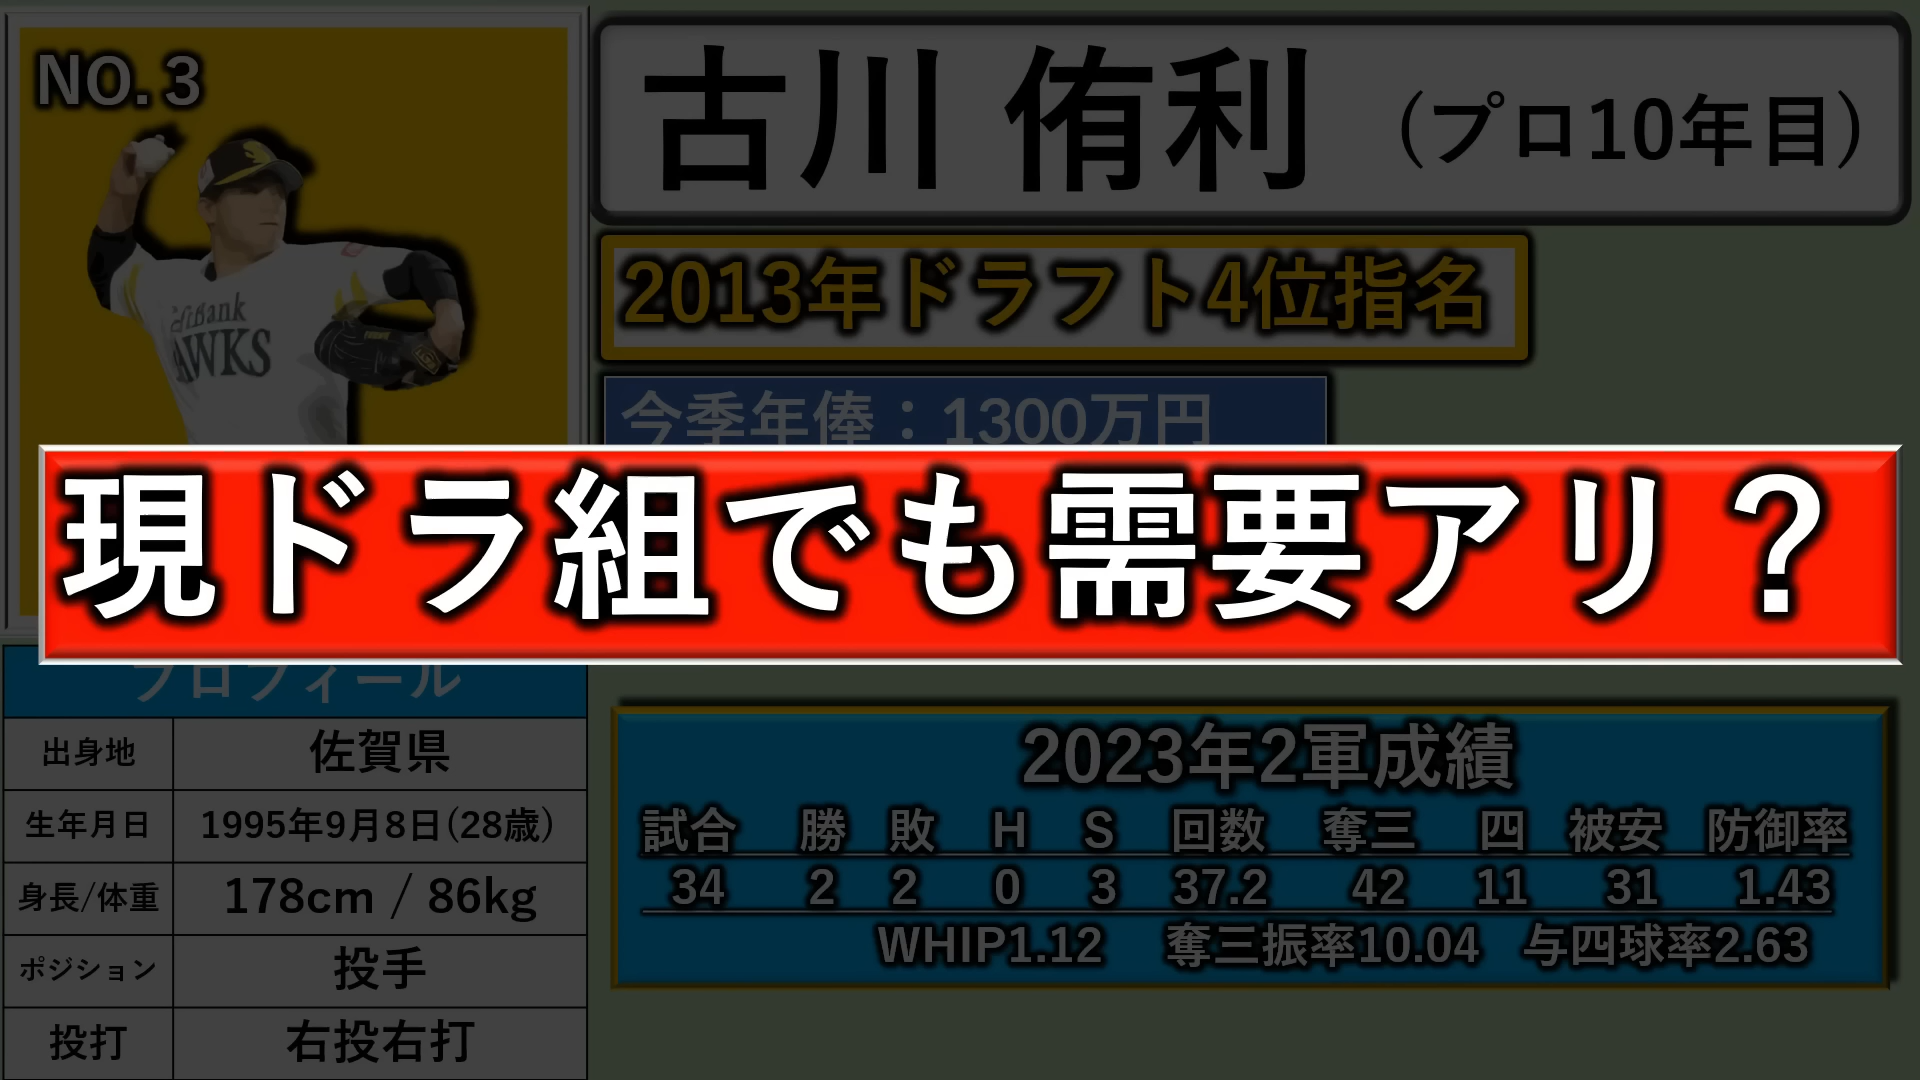 NO.3
古川 侑利 (プロ10年目)
2013年ドラフト4位指名
今季年俸：1300万円
ftBank
AWKS
現ドラ組でも需要アリ？
プロフィール
出身地 佐賀県
生年月日 1995年9月8日(28歳)
身長/体重 178cm / 86kg
ポジション 投手
投打 右投右打
2023年2軍成績
試合 勝 敗 H S 回数 奪三 四 被安 防御率
34 2 2 0 3 37.2 42 11 31 1.43
WHIP1.12 奪三振率10.04 与四球率2.63